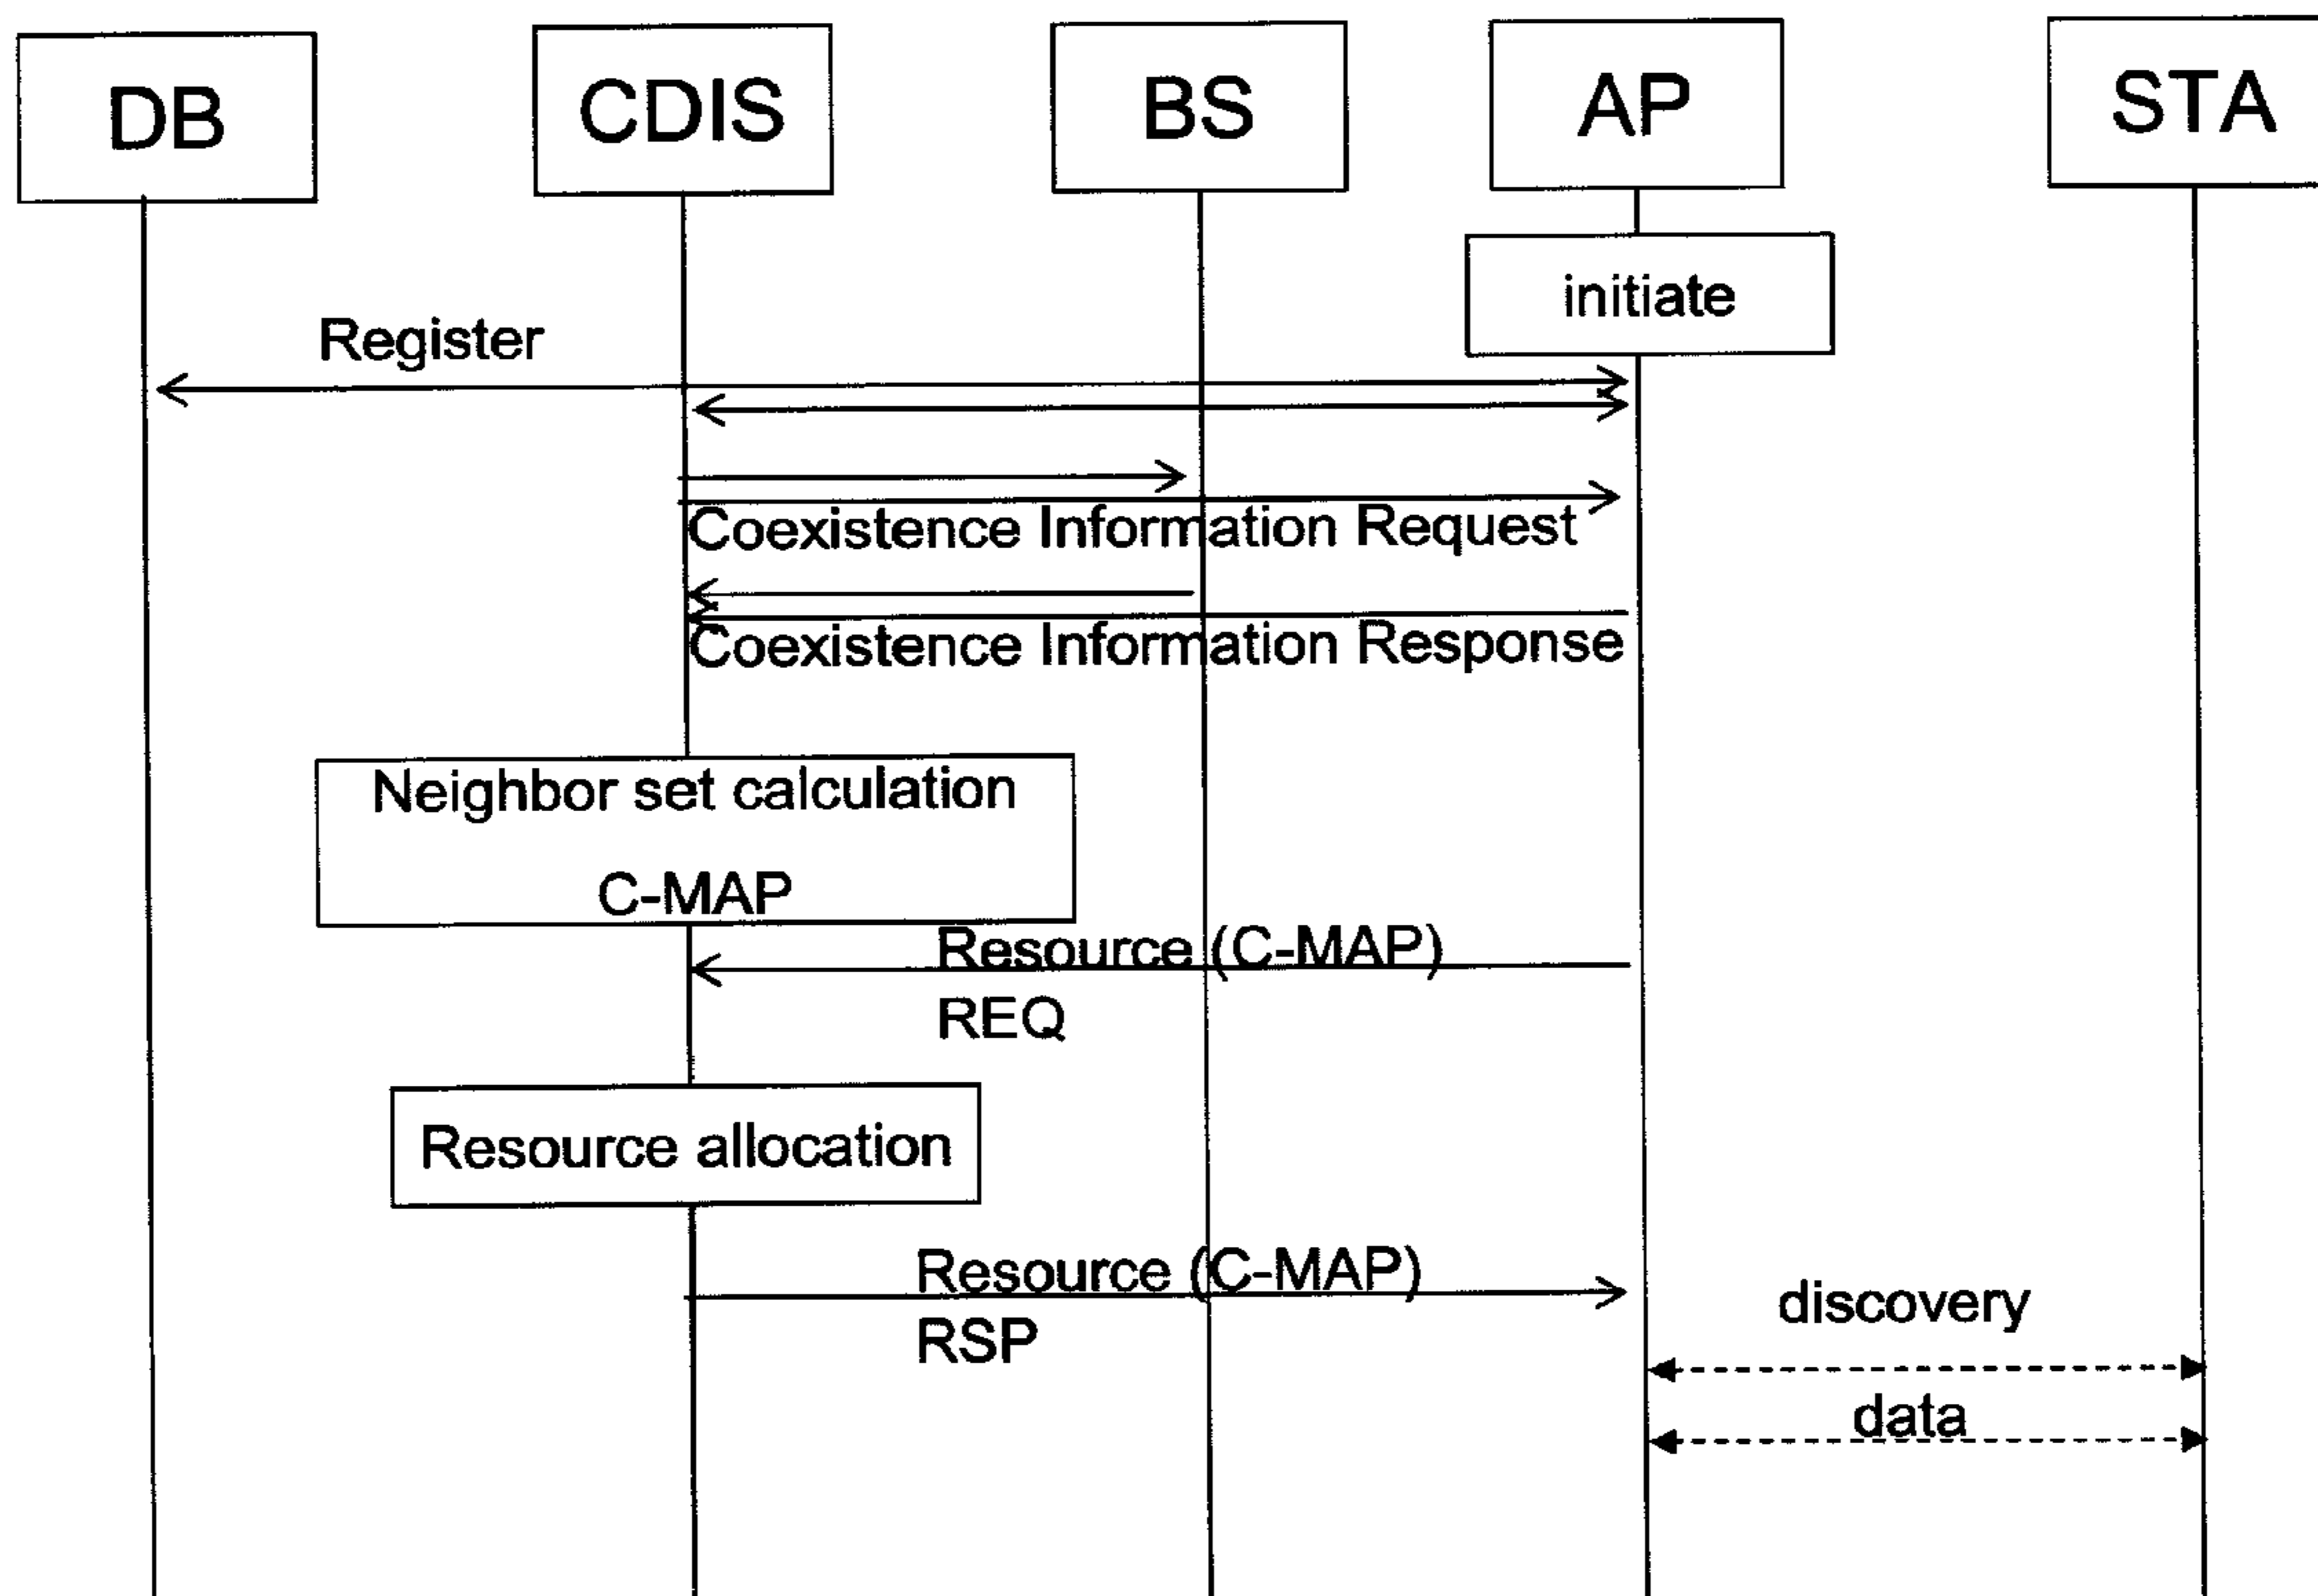 DB
CDIS
BS
AP
STA
initiate
Register
Coexistence Information Request
Coexistence Information Response
Neighbor set calculation
C-MAP
Resource (C-MAP)
REQ
Resource allocation
Resource (C-MAP)
RSP
discovery
data